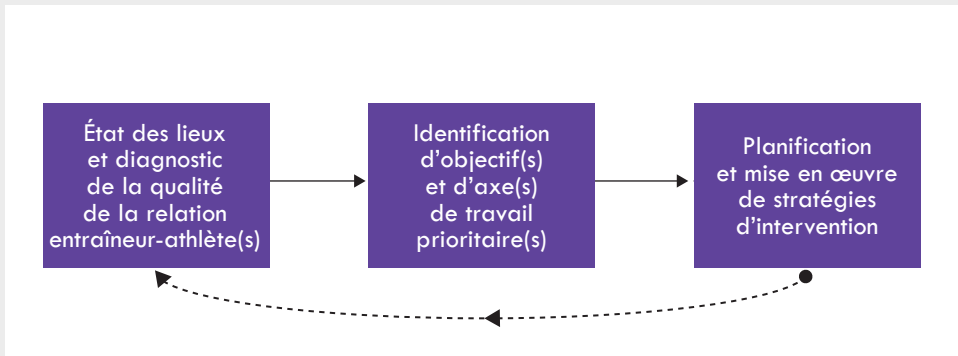 État des lieux
et diagnostic
de la qualité
de la relation
entraîneur-athlète(s)
Identification
d'objectif(s)
et d'axe(s)
de travail
prioritaire(s)
Planification
et mise en œuvre
de stratégies
d'intervention